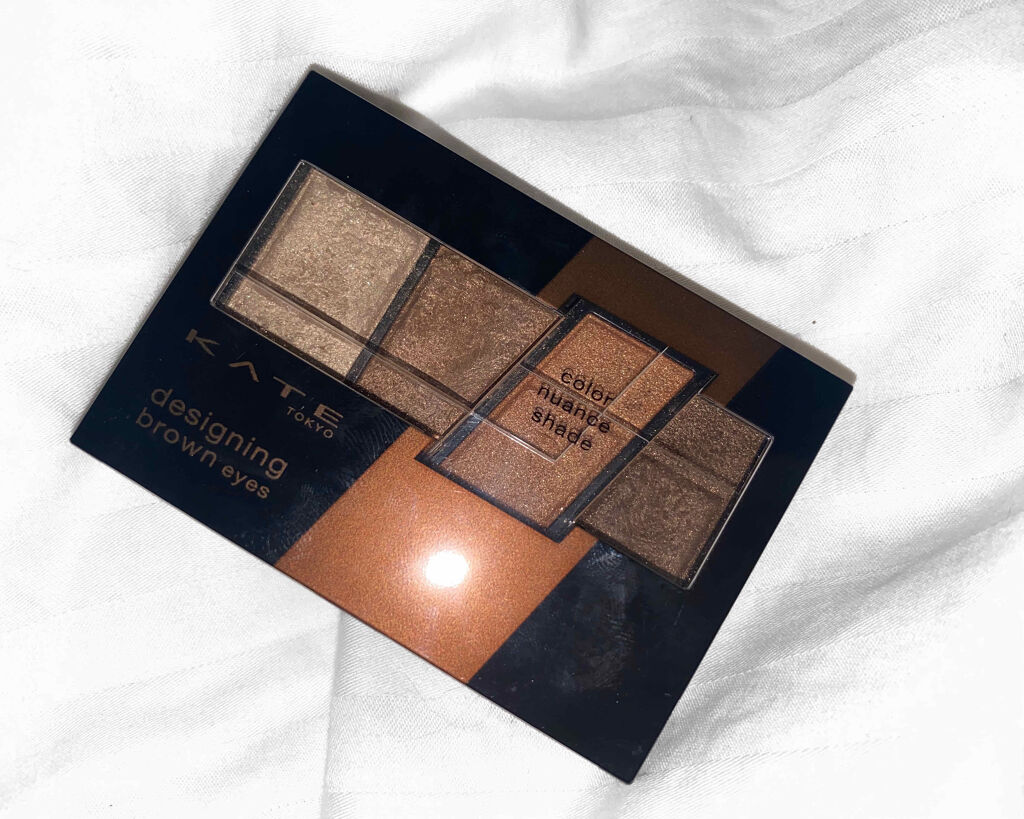 KATE
TOKYO
designing
brown eyes
color
nuance
shade